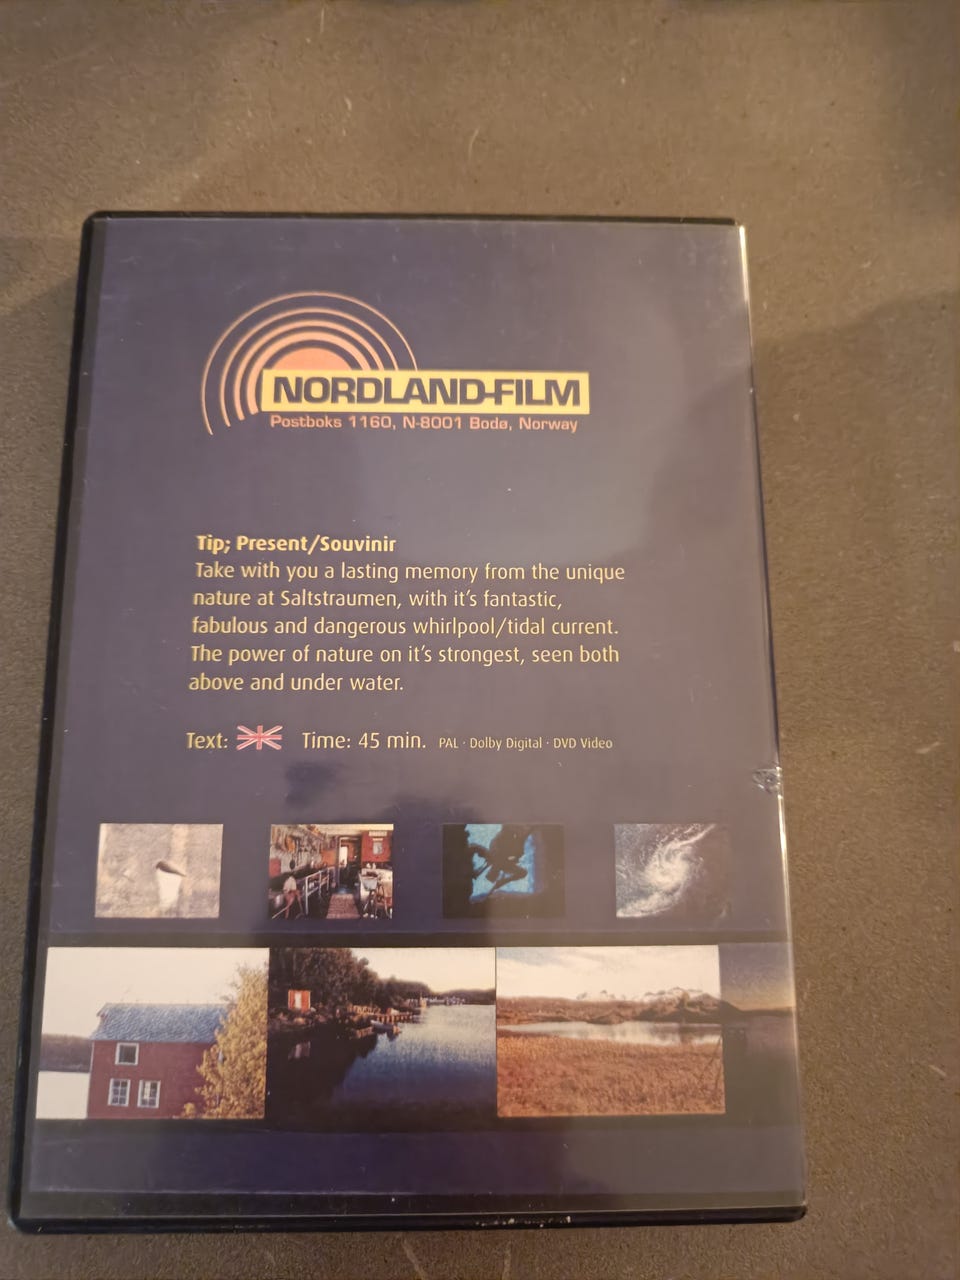 NORDLAND-FILM
Postboks 1160, N-8001 Bodø, Norway
Tip; Present/Souvinir
Take with you a lasting memory from the unique
nature at Saltstraumen, with it's fantastic,
fabulous and dangerous whirlpool/tidal current.
The power of nature on it's strongest, seen both
above and under water.
Text: Time: 45 min. PAL · Dolby Digital · DVD Video